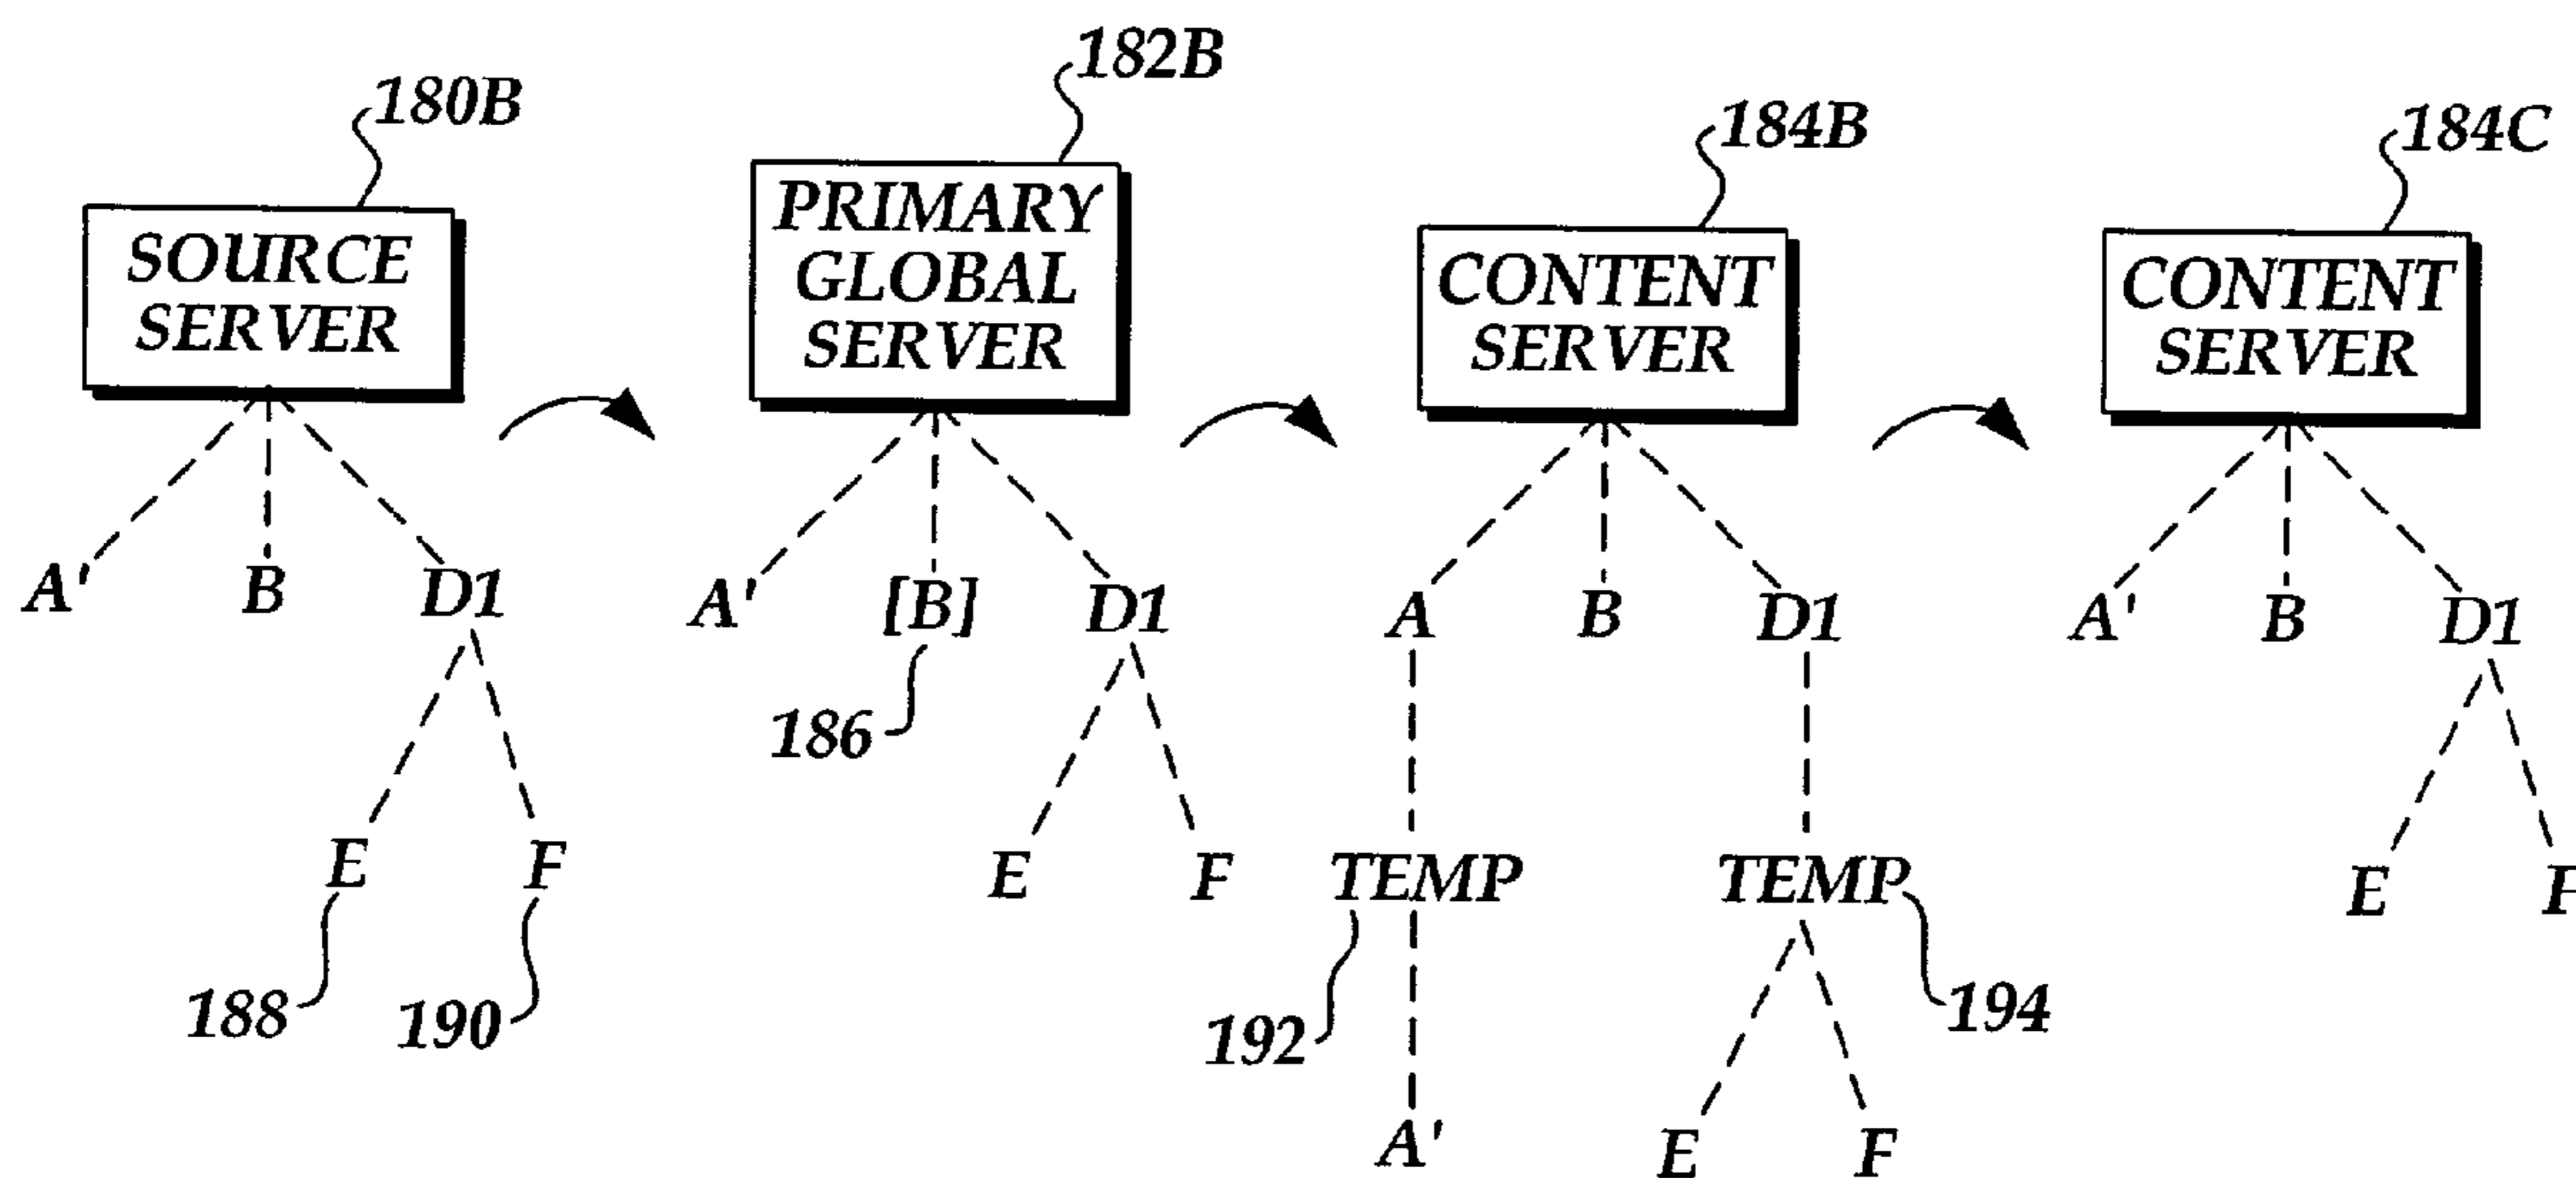 180B
182B
184B
184C
SOURCE
SERVER
PRIMARY
GLOBAL
SERVER
CONTENT
SERVER
CONTENT
SERVER
A' B D1
A' [B] D1
A B D1
A' B D1
186
E F
E F
TEMP TEMP
E F
188 190
192 194
A' E F